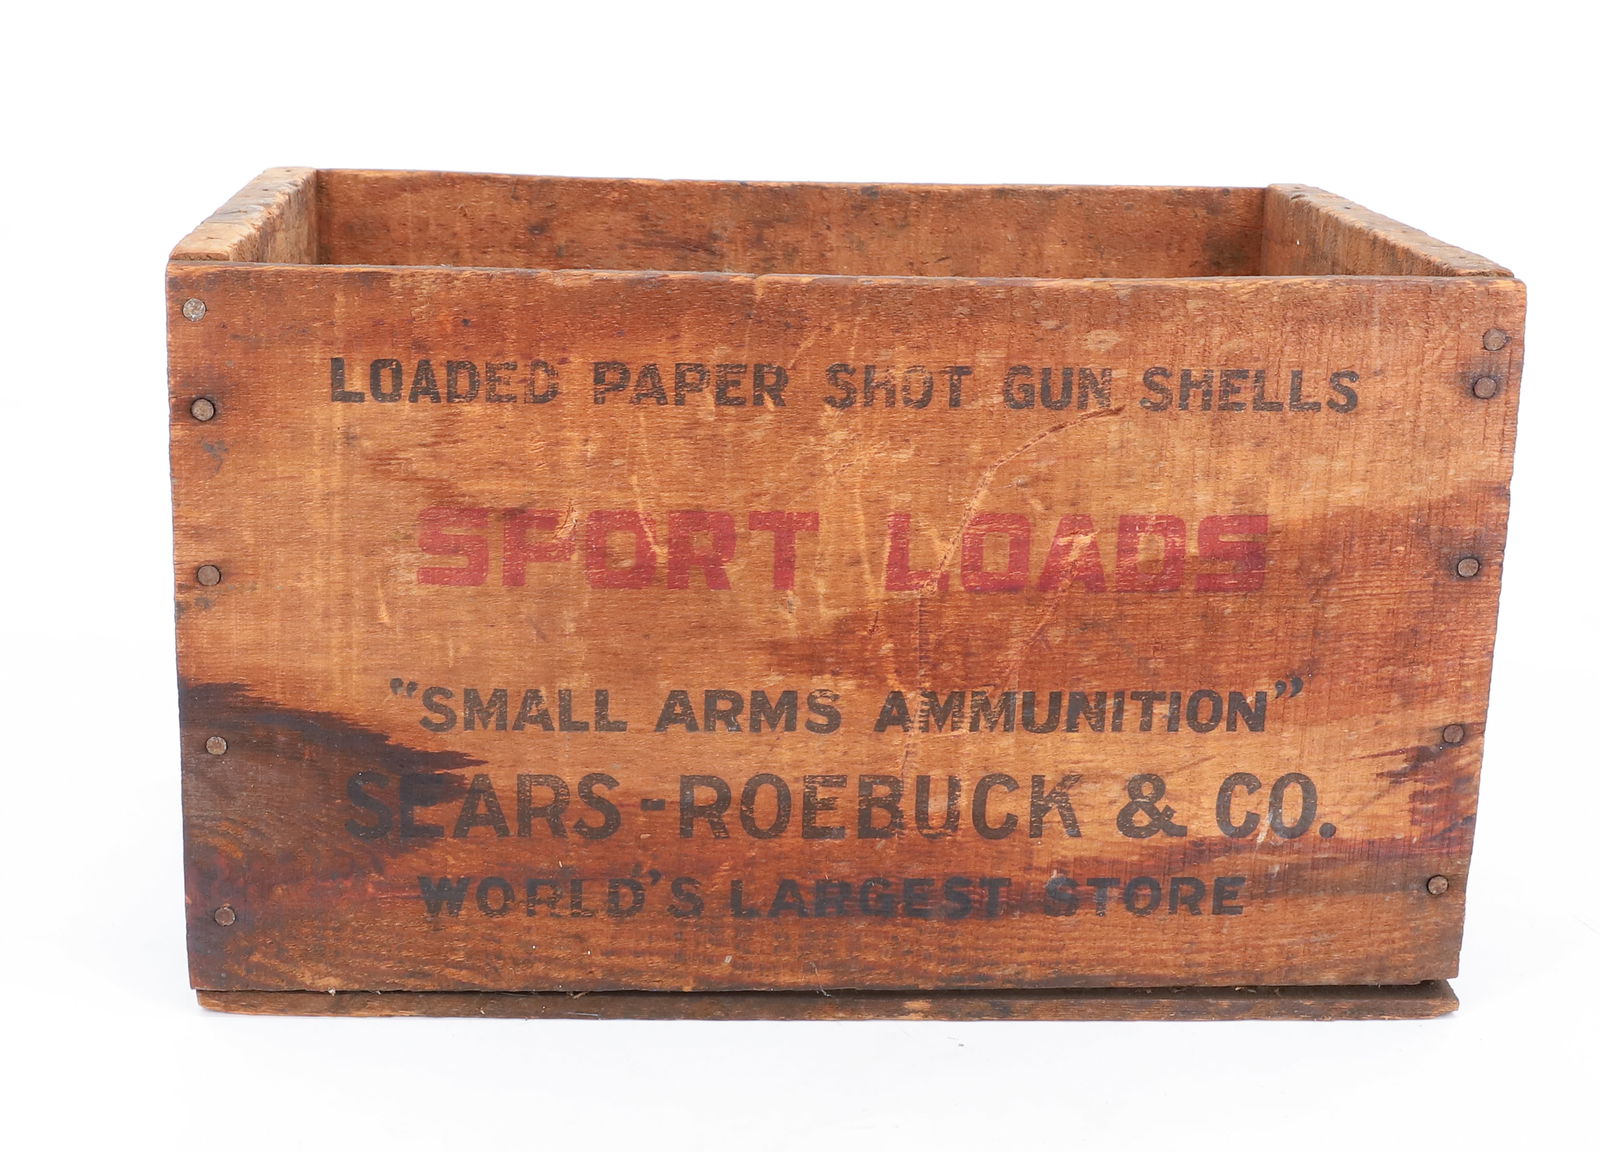 LOADED PAPER SHOT GUN SHELLS
SPORT LOADS
"SMALL ARMS AMMUNITION"
SEARS-ROEBUCK & CO.
WORLD'S LARGEST STORE